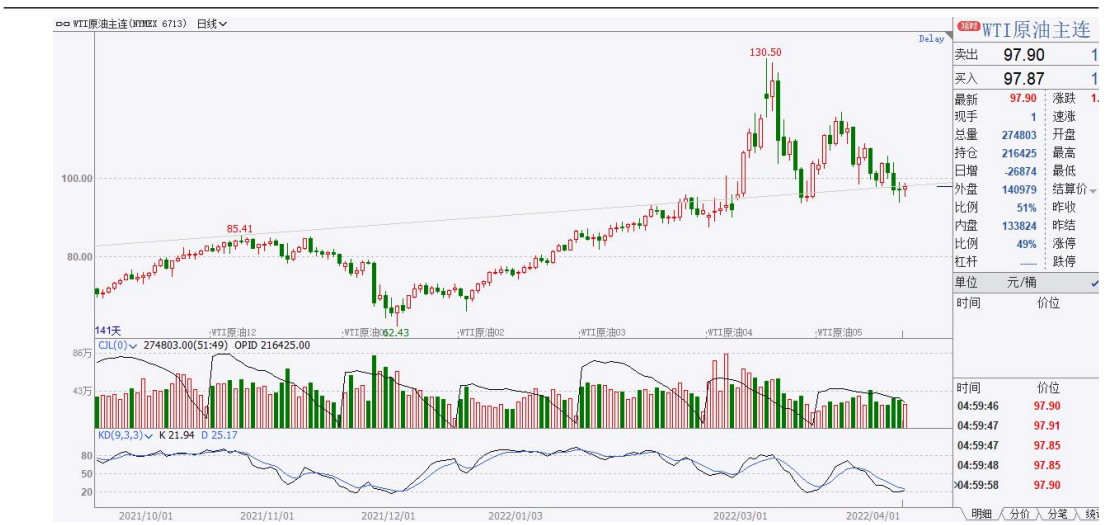 WTI原油主连(NYMEX 6713) 日线
Delay
130.50
100.00
85.41
80.00
62.43
141天
WTI原油12
WTI原油02
WTI原油03
WTI原油04
WTI原油05
CJL(0) 274803.00(51:49) OPID 216425.00
86万
43万
KD(9,3,3) K 21.94 D 25.17
80
50
20
2021/10/01 2021/11/01 2021/12/01 2022/01/03 2022/03/01 2022/04/01
延时 WTI原油主连
卖出 97.90 1
买入 97.87 1
最新 97.90 涨跌 1.
现手 1 速涨
总量 274803 开盘
持仓 216425 最高
日增 -26874 最低
外盘 140979 结算价
比例 51% 昨收
内盘 133824 昨结
比例 49% 涨停
杠杆 ----- 跌停
单位 元/桶
时间 价位
时间 价位
04:59:46 97.90
04:59:47 97.91
04:59:47 97.85
04:59:48 97.85
04:59:58 97.90
明细 分价 分笔